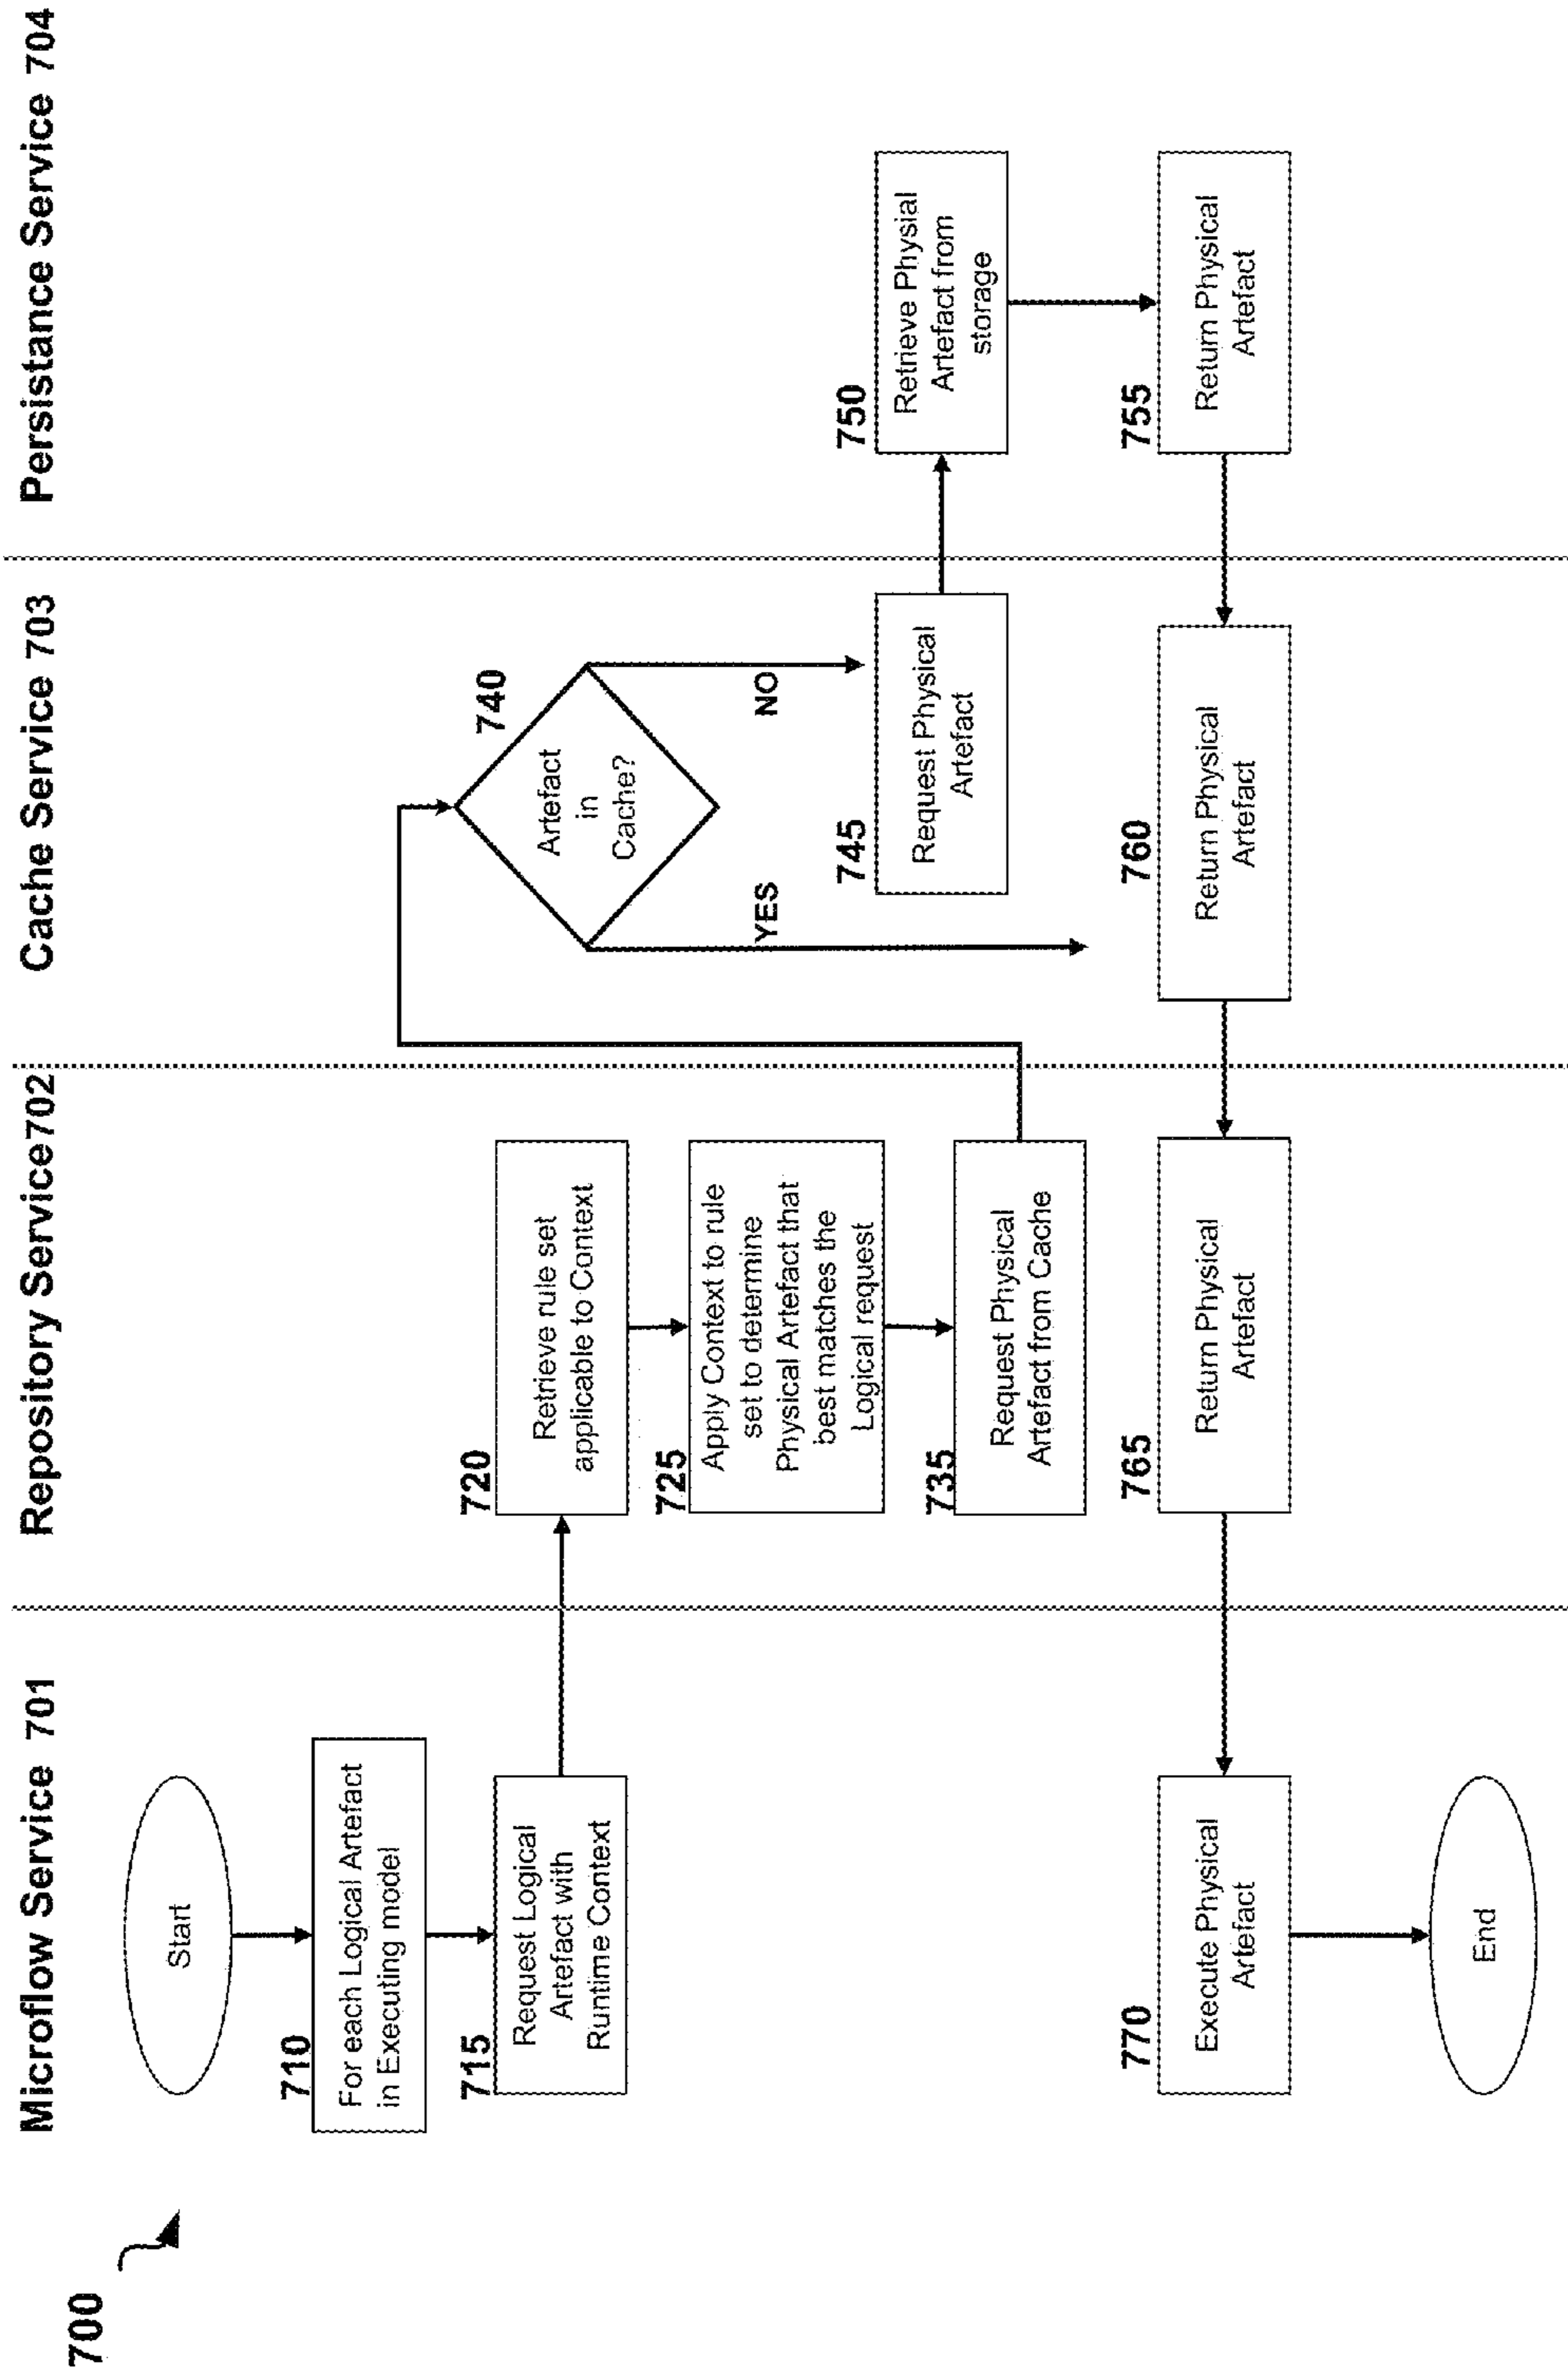 700
Microflow Service 701
Repository Service702
Cache Service 703
Persistance Service 704
Start
710
For each Logical Artefact
in Executing model
715
Request Logical
Artefact with
Runtime Context
720
Retrieve rule set
applicable to Context
725
Apply Context to rule
set to determine
Physical Artefact that
best matches the
Logical request
735
Request Physical
Artefact from Cache
740
Artefact
in
Cache?
YES
NO
745
Request Physical
Artefact
750
Retrieve Physial
Artefact from
storage
755
Return Physical
Artefact
760
Return Physical
Artefact
765
Return Physical
Artefact
770
Execute Physical
Artefact
End